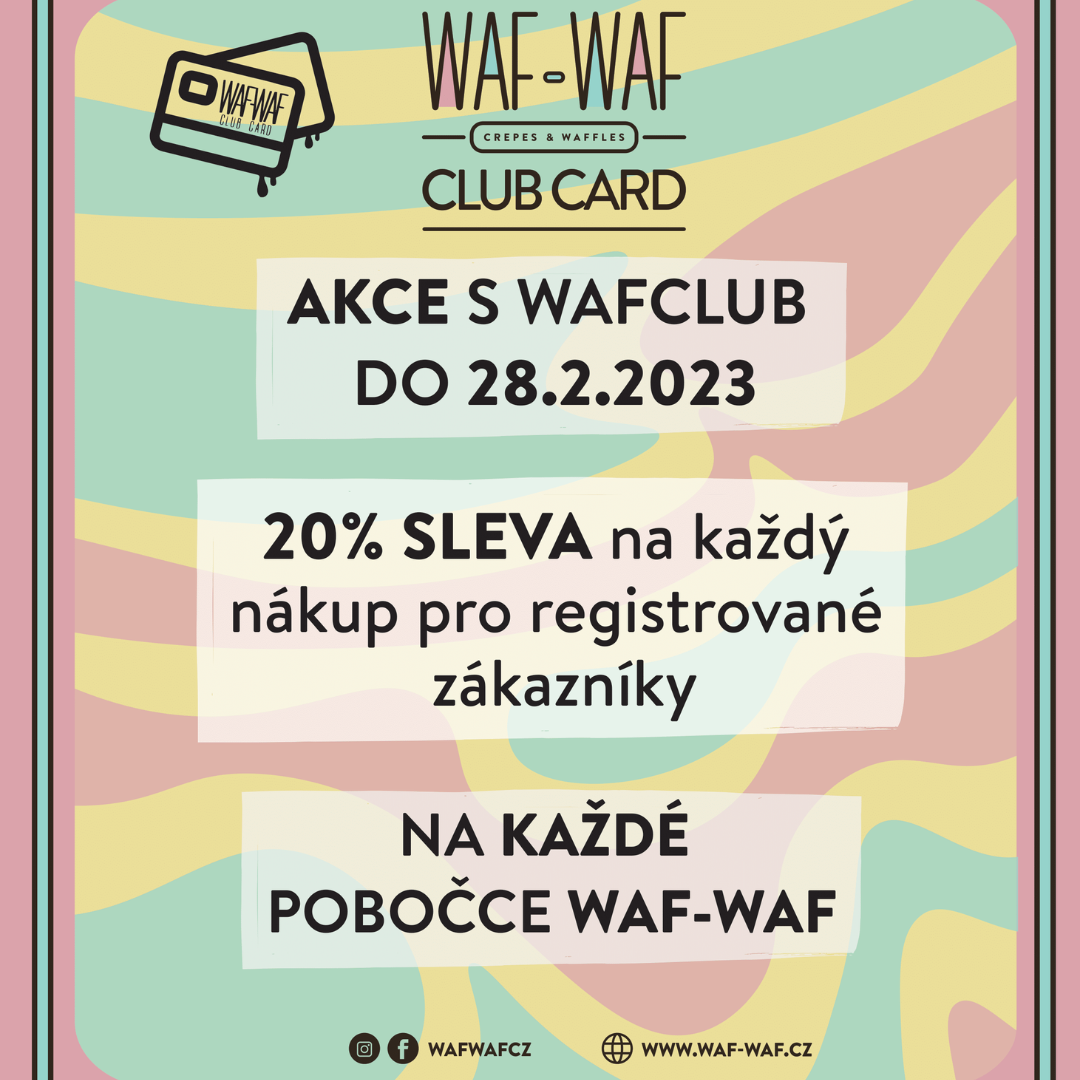 WAF-WAF
CLUB CARD
WAF-WAF
CREPES & WAFFLES
CLUB CARD
AKCE S WAFCLUB
DO 28.2.2023
20% SLEVA na každý
nákup pro registrované
zákazníky
NA KAŽDÉ
POBOČCE WAF-WAF
WAFWAFCZ
WWW.WAF-WAF.CZ